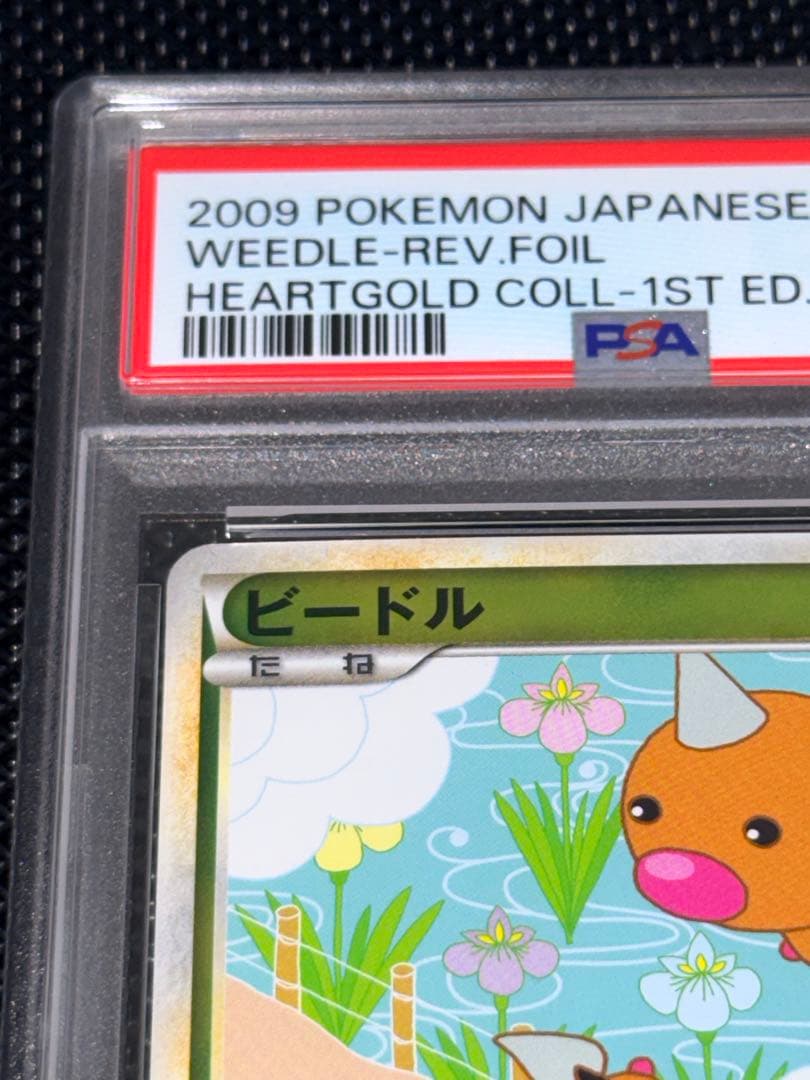 2009 POKEMON JAPANESE
WEEDLE-REV.FOIL
HEARTGOLD COLL-1ST ED.
PSA
ビードル
たね